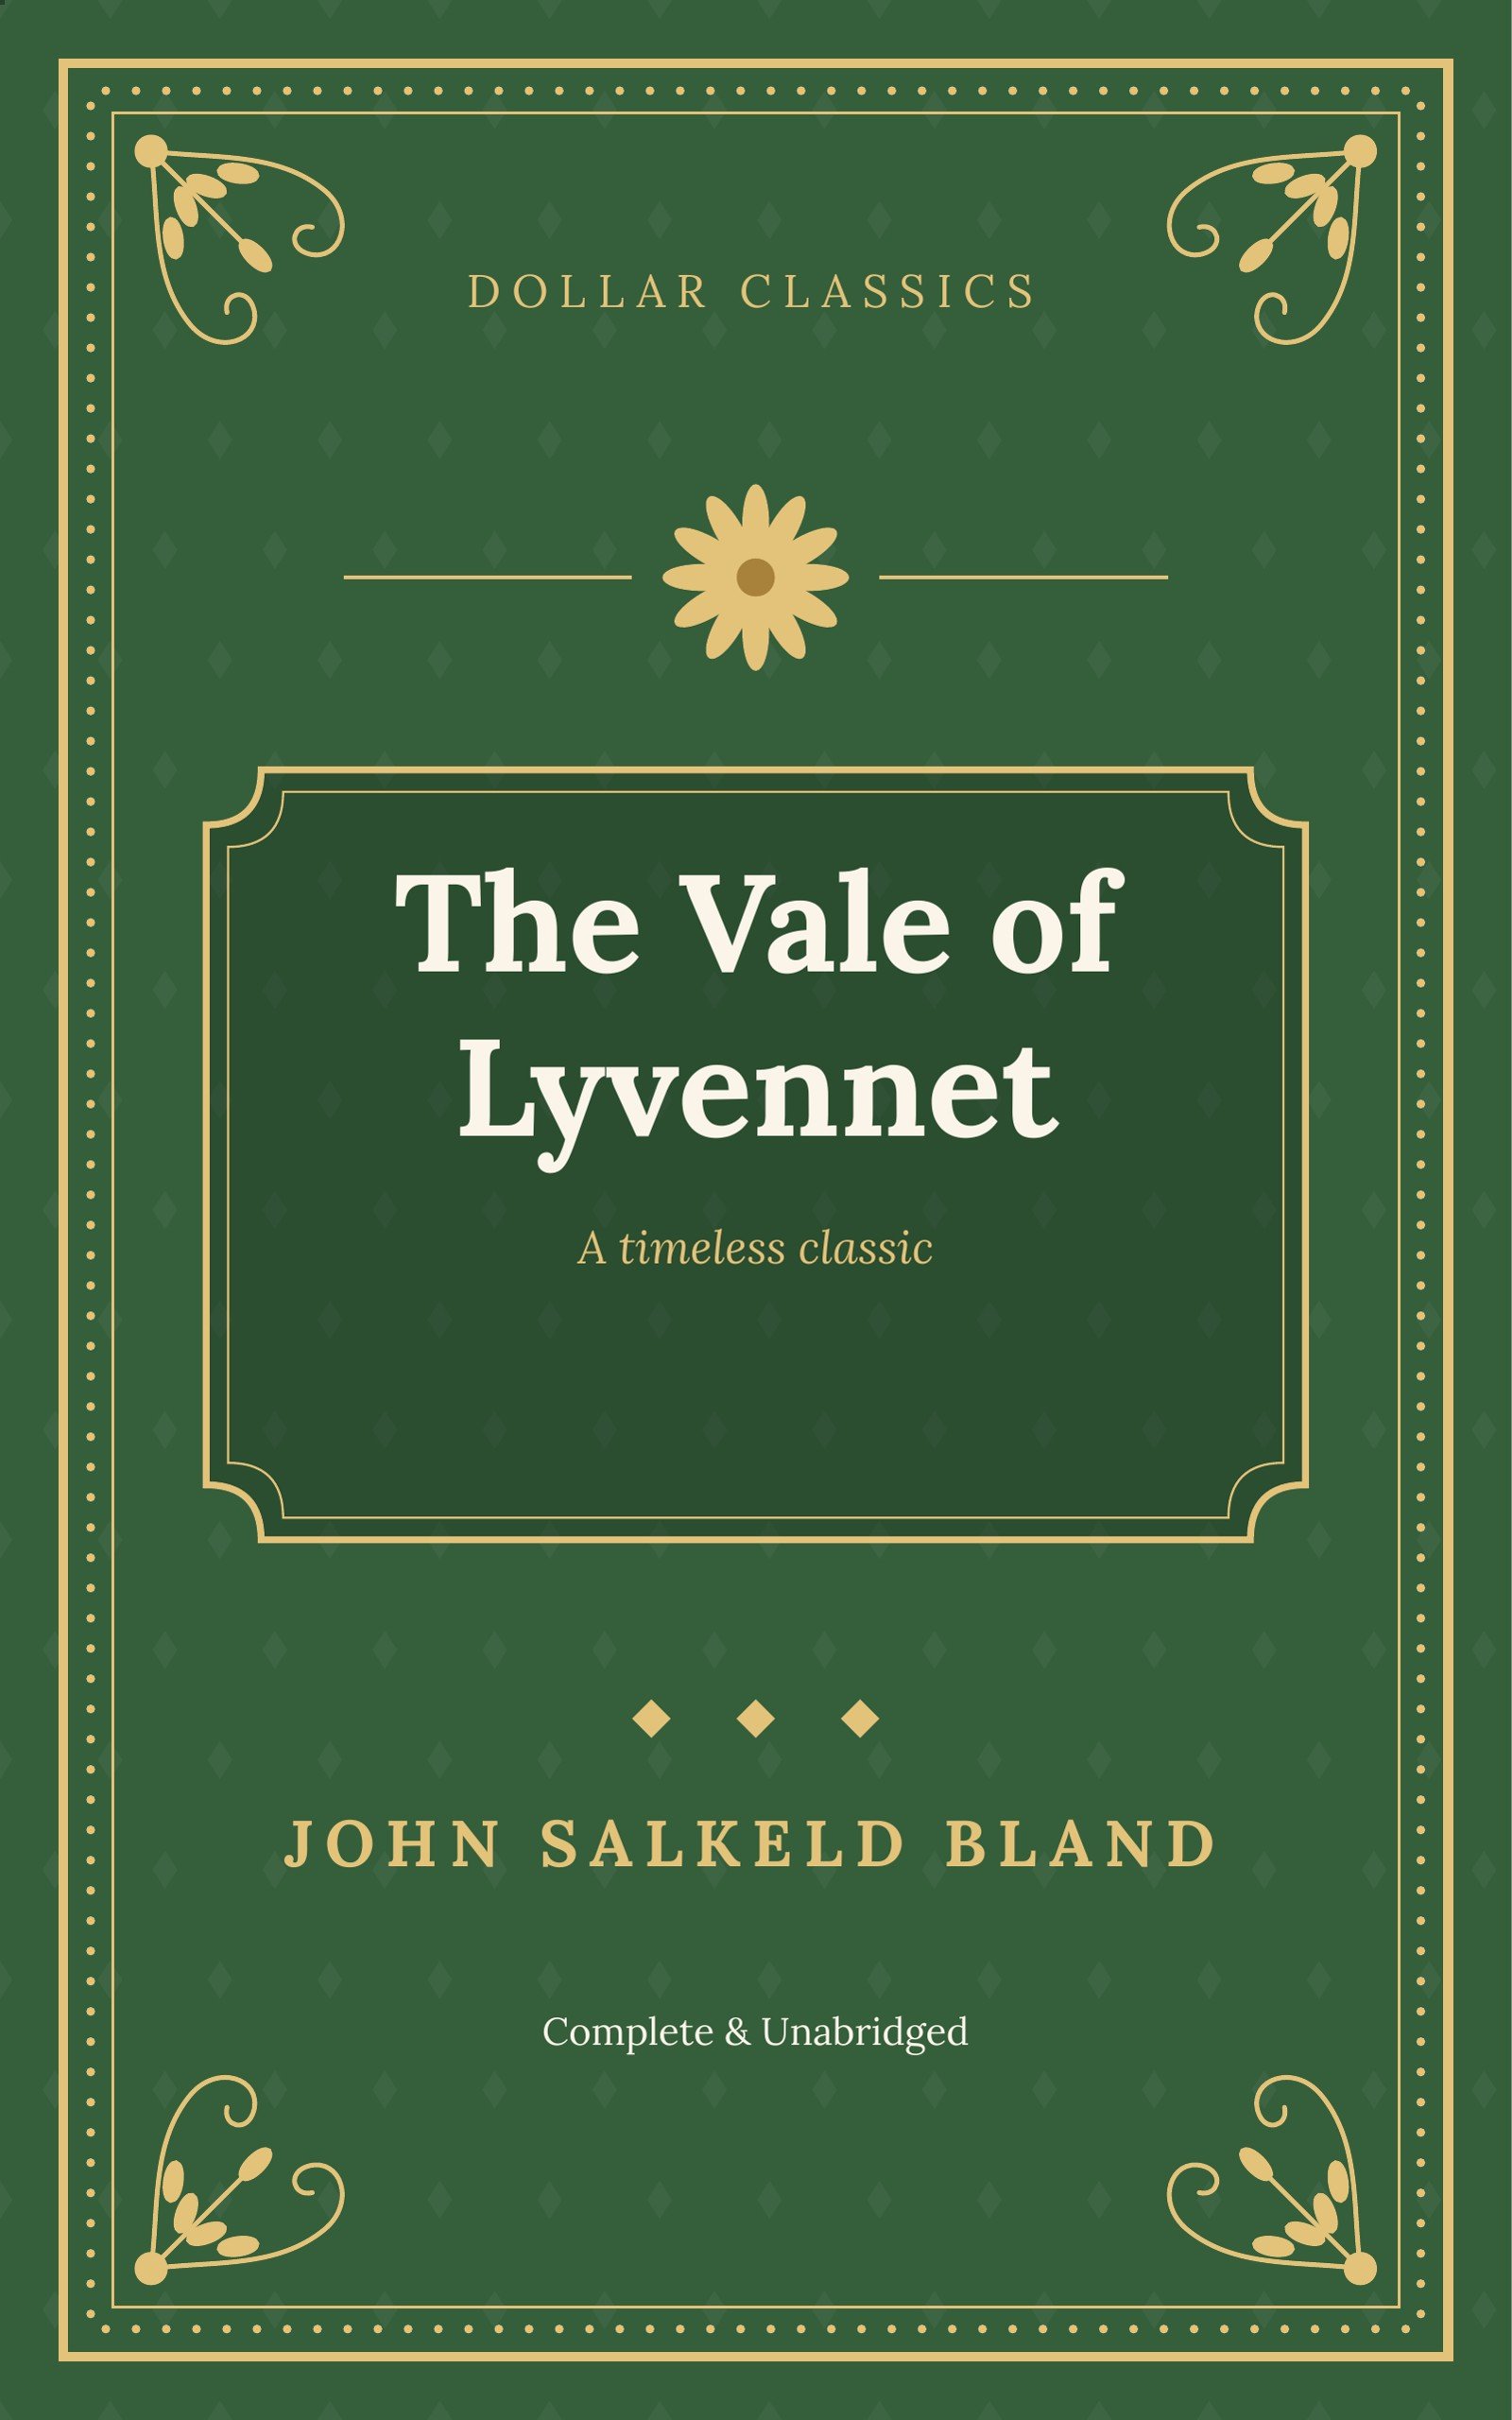 DOLLAR CLASSICS
The Vale of
Lyvennet
A timeless classic
JOHN SALKELD BLAND
Complete & Unabridged